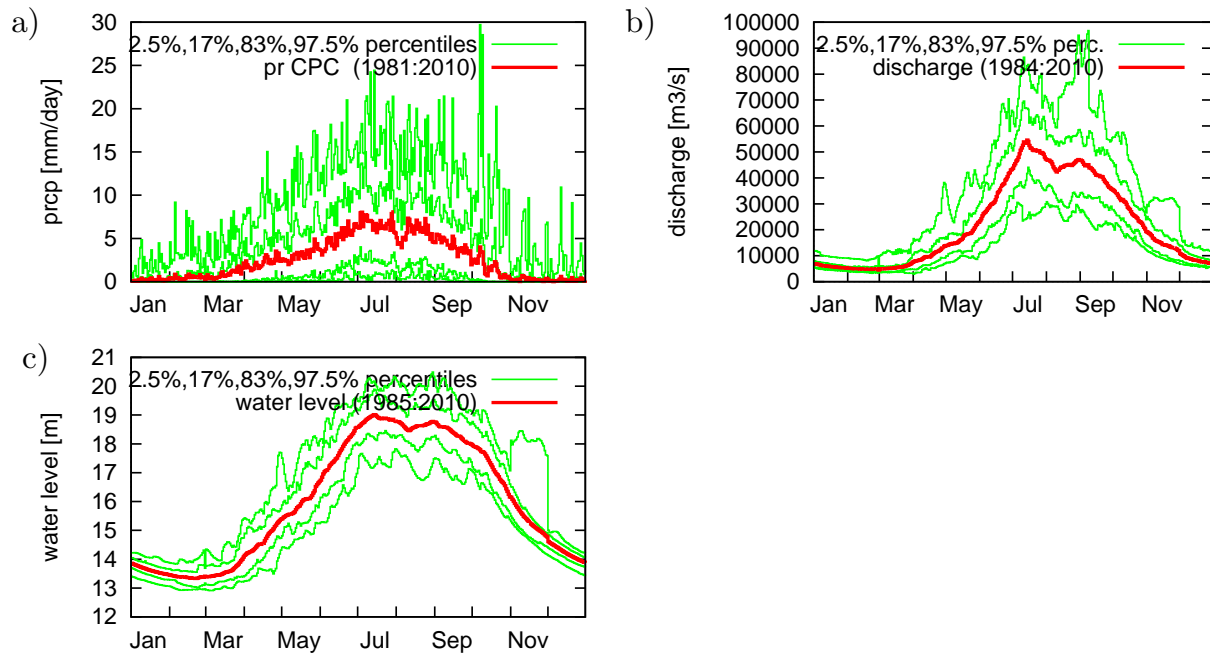 a)
30
25
20
15
10
5
0
prcp [mm/day]
2.5%,17%,83%,97.5% percentiles
pr CPC (1981:2010)
Jan Mar May Jul Sep Nov
b)
100000
90000
80000
70000
60000
50000
40000
30000
20000
10000
0
discharge [m3/s]
2.5%,17%,83%,97.5% perc.
discharge (1984:2010)
Jan Mar May Jul Sep Nov
c)
21
20
19
18
17
16
15
14
13
12
water level [m]
2.5%,17%,83%,97.5% percentiles
water level (1985:2010)
Jan Mar May Jul Sep Nov